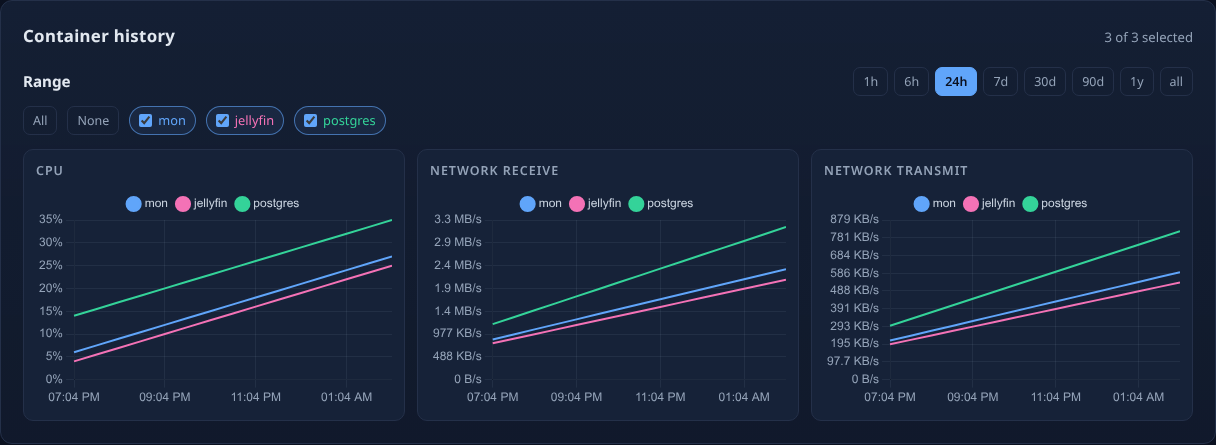 Container history
3 of 3 selected
Range
1h 6h 24h 7d 30d 90d 1y all
All None mon jellyfin postgres
CPU
mon jellyfin postgres
35%
30%
25%
20%
15%
10%
5%
0%
07:04 PM 09:04 PM 11:04 PM 01:04 AM
NETWORK RECEIVE
mon jellyfin postgres
3.3 MB/s
2.9 MB/s
2.4 MB/s
1.9 MB/s
1.4 MB/s
977 KB/s
488 KB/s
0 B/s
07:04 PM 09:04 PM 11:04 PM 01:04 AM
NETWORK TRANSMIT
mon jellyfin postgres
879 KB/s
781 KB/s
684 KB/s
586 KB/s
488 KB/s
391 KB/s
293 KB/s
195 KB/s
97.7 KB/s
0 B/s
07:04 PM 09:04 PM 11:04 PM 01:04 AM